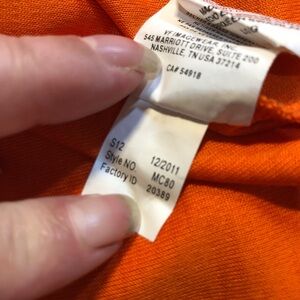 VF IMAGEWEAR, INC.
545 MARRIOTT DRIVE, SUITE 200
NASHVILLE, TN USA 37214
CA# 54918
S12 12/2011
Style NO MC80
Factory ID 20389